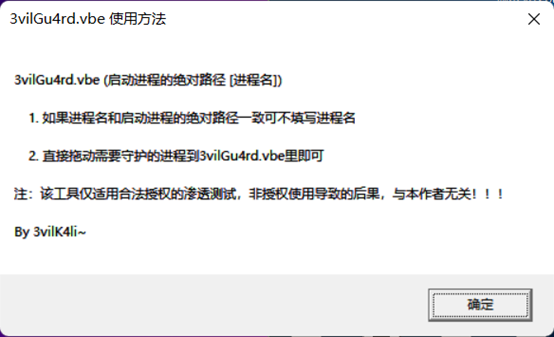 3vilGu4rd.vbe 使用方法
3vilGu4rd.vbe (启动进程的绝对路径 [进程名])
1. 如果进程名和启动进程的绝对路径一致可不填写进程名
2. 直接拖动需要守护的进程到3vilGu4rd.vbe里即可
注：该工具仅适用合法授权的渗透测试，非授权使用导致的后果，与本作者无关！！！
By 3vilK4li~
确定